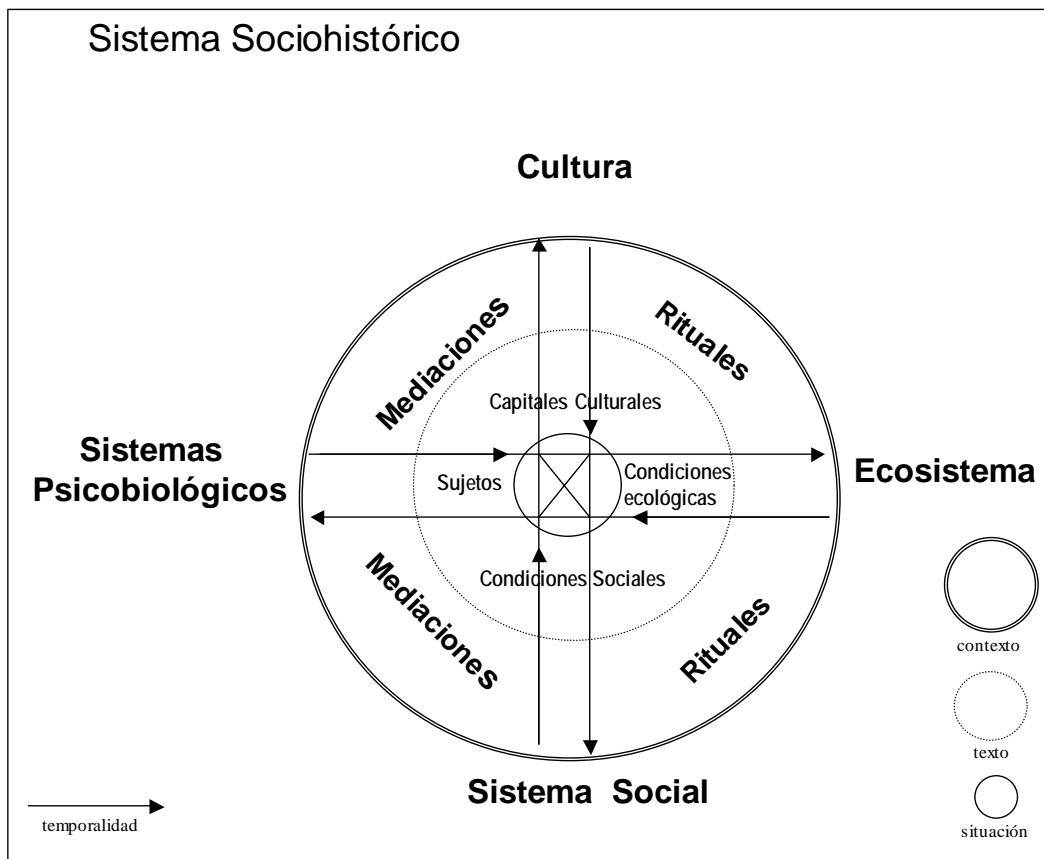 Sistema Sociohistórico
Cultura
Mediaciones
Rituales
Capitales Culturales
Sistemas
Psicobiológicos
Sujetos
Condiciones
ecológicas
Ecosistema
Condiciones Sociales
Mediaciones
Rituales
Sistema Social
contexto
texto
situación
temporalidad